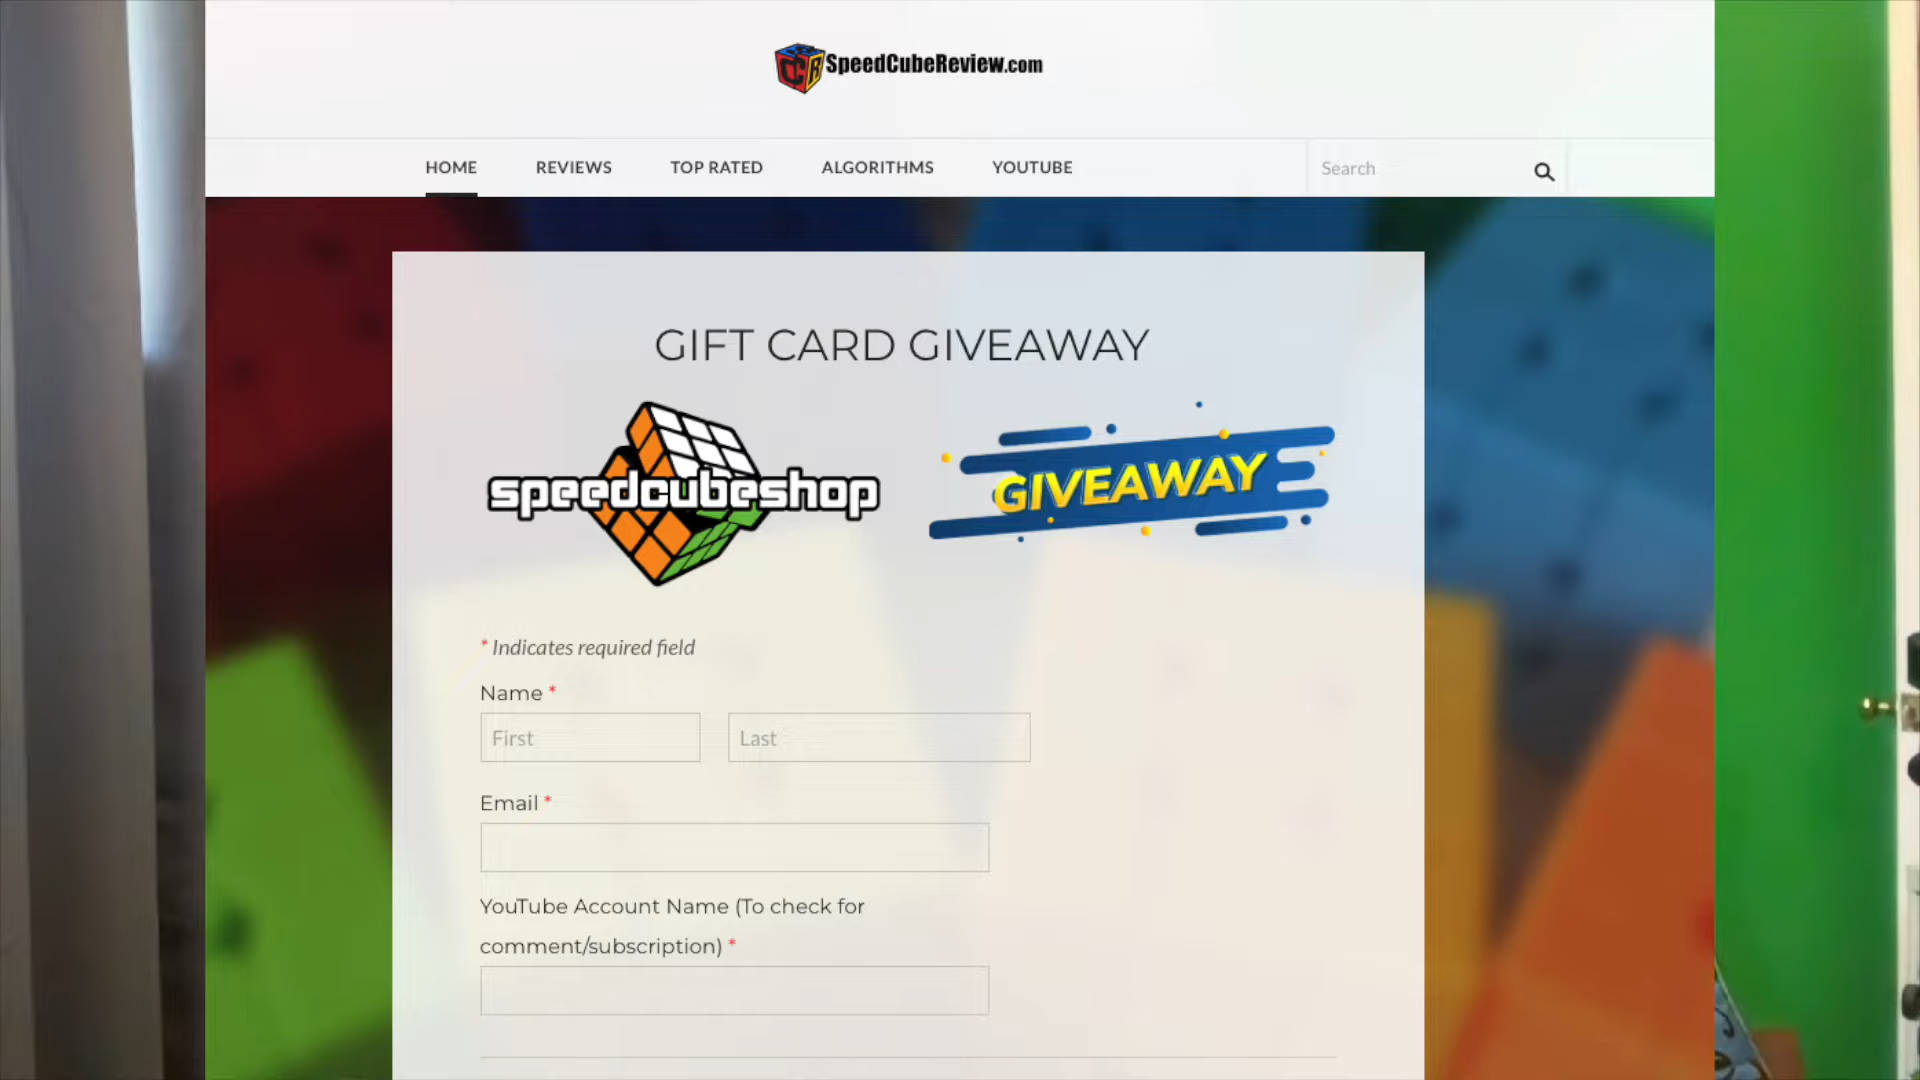 SpeedCubeReview.com
HOME REVIEWS TOP RATED ALGORITHMS YOUTUBE Search
GIFT CARD GIVEAWAY
speedcubeshop
GIVEAWAY
* Indicates required field
Name *
First Last
Email *
YouTube Account Name (To check for
comment/subscription) *